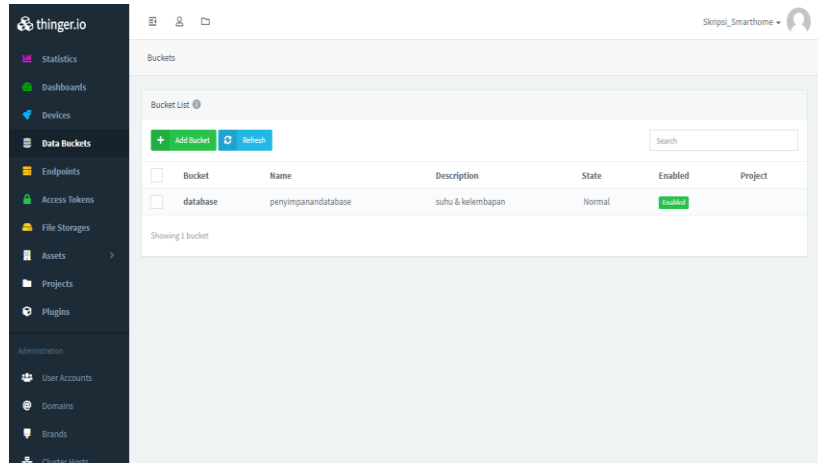 thinger.io
Skripsi_Smarthome
Statistics
Dashboards
Devices
Data Buckets
Endpoints
Access Tokens
File Storages
Assets
Projects
Plugins
Administration
User Accounts
Domains
Brands
Cluster Hosts
Buckets
Bucket List
Add Bucket Refresh
Search
Bucket Name Description State Enabled Project
database penyimpanandatabase suhu & kelembapan Normal Enabled
Showing 1 bucket